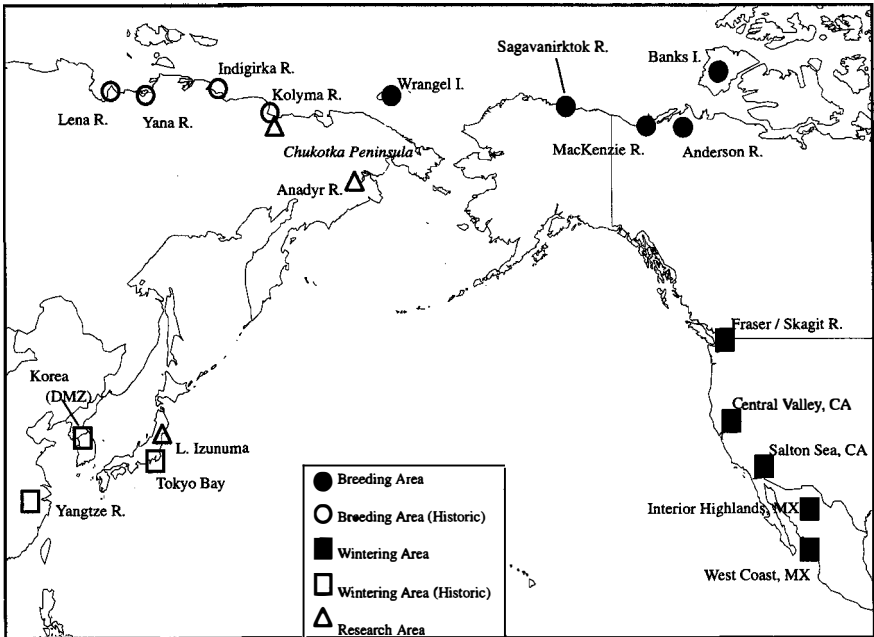 Sagavanirktok R.
Banks I.
Indigirka R.
Wrangel I.
Kolyma R.
Lena R.
Yana R.
MacKenzie R.
Anderson R.
Chukotka Peninsula
Anadyr R.
Fraser / Skagit R.
Korea
(DMZ)
Central Valley, CA
L. Izunuma
Salton Sea, CA
Tokyo Bay
Yangtze R.
Interior Highlands, MX
West Coast, MX
Breeding Area
Breeding Area (Historic)
Wintering Area
Wintering Area (Historic)
Research Area